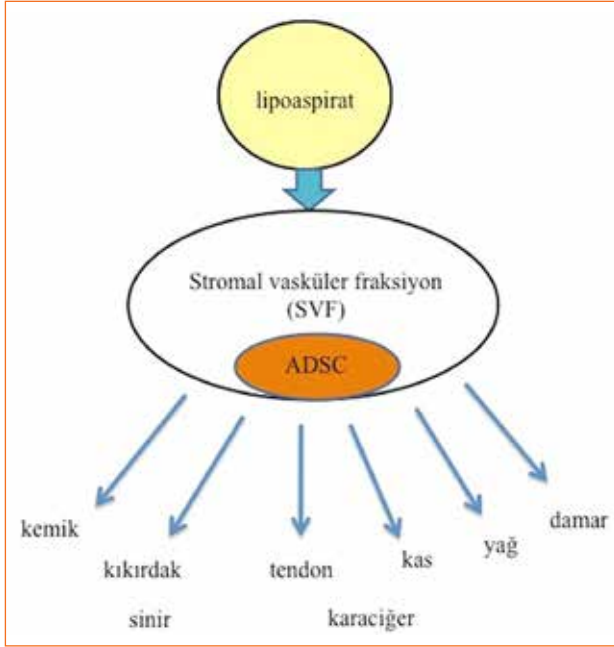 lipoaspirat
Stromal vasküler fraksiyon
(SVF)
ADSC
kemik
kıkırdak
tendon
kas
yağ
damar
sinir
karaciğer